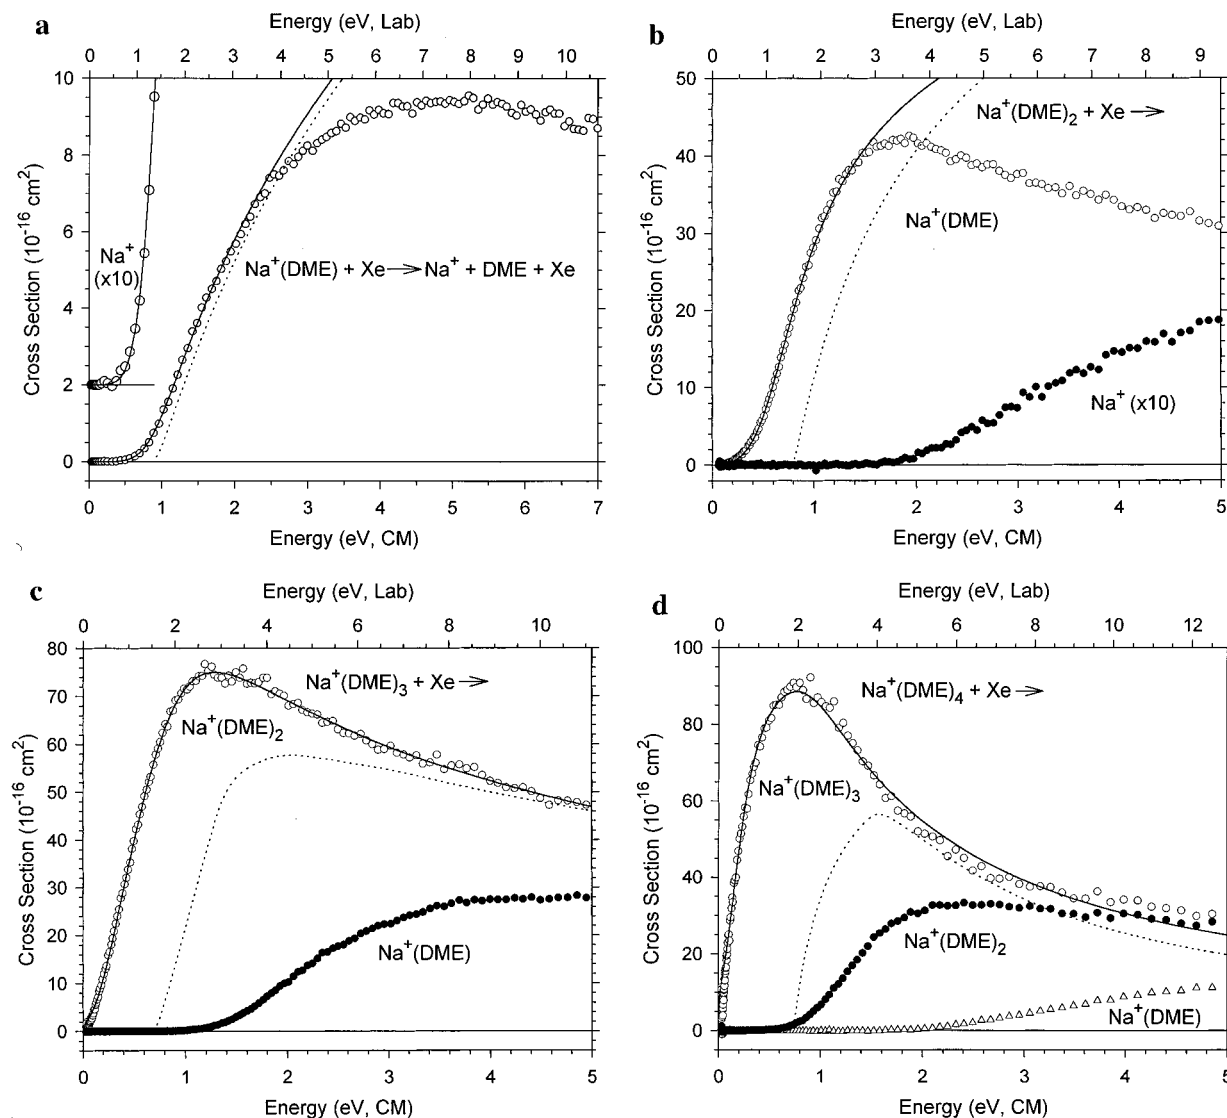 a
Energy (eV, Lab)
0 1 2 3 4 5 6 7 8 9 10
10
8
6
4
2
0
Cross Section (10⁻¹⁶ cm²)
Na⁺
(x10)
Na⁺(DME) + Xe → Na⁺ + DME + Xe
0 1 2 3 4 5 6 7
Energy (eV, CM)
b
Energy (eV, Lab)
0 1 2 3 4 5 6 7 8 9
50
40
30
20
10
0
Cross Section (10⁻¹⁶ cm²)
Na⁺(DME)₂ + Xe →
Na⁺(DME)
Na⁺ (x10)
0 1 2 3 4 5
Energy (eV, CM)
c
Energy (eV, Lab)
0 2 4 6 8 10
80
70
60
50
40
30
20
10
0
Cross Section (10⁻¹⁶ cm²)
Na⁺(DME)₃ + Xe →
Na⁺(DME)₂
Na⁺(DME)
0 1 2 3 4 5
Energy (eV, CM)
d
Energy (eV, Lab)
0 2 4 6 8 10 12
100
80
60
40
20
0
Cross Section (10⁻¹⁶ cm²)
Na⁺(DME)₄ + Xe →
Na⁺(DME)₃
Na⁺(DME)₂
Na⁺(DME)
0 1 2 3 4 5
Energy (eV, CM)